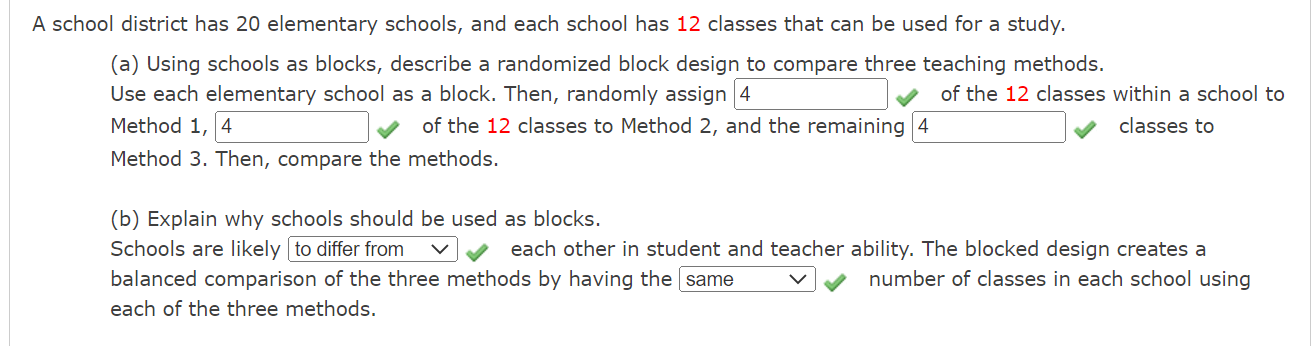 A school district has 20 elementary schools, and each school has 12 classes that can be used for a study.
(a) Using schools as blocks, describe a randomized block design to compare three teaching methods.
Use each elementary school as a block. Then, randomly assign 4 of the 12 classes within a school to
Method 1, 4 of the 12 classes to Method 2, and the remaining 4 classes to
Method 3. Then, compare the methods.
(b) Explain why schools should be used as blocks.
Schools are likely to differ from each other in student and teacher ability. The blocked design creates a
balanced comparison of the three methods by having the same number of classes in each school using
each of the three methods.